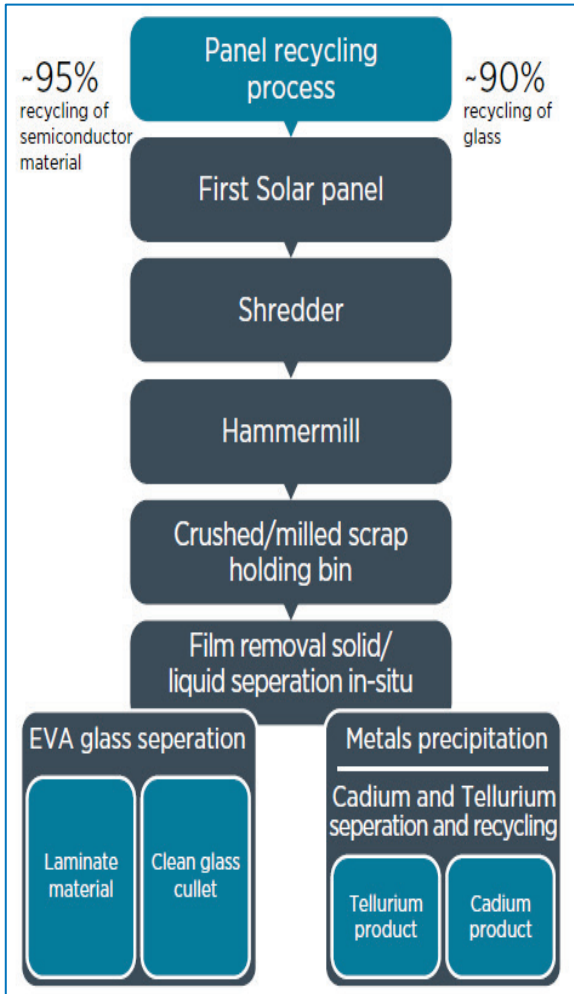 ~95%
recycling of
semiconductor
material
Panel recycling
process
~90%
recycling of
glass
First Solar panel
Shredder
Hammermill
Crushed/milled scrap
holding bin
Film removal solid/
liquid seperation in-situ
EVA glass seperation
Laminate
material
Clean glass
cullet
Metals precipitation
Cadium and Tellurium
seperation and recycling
Tellurium
product
Cadium
product